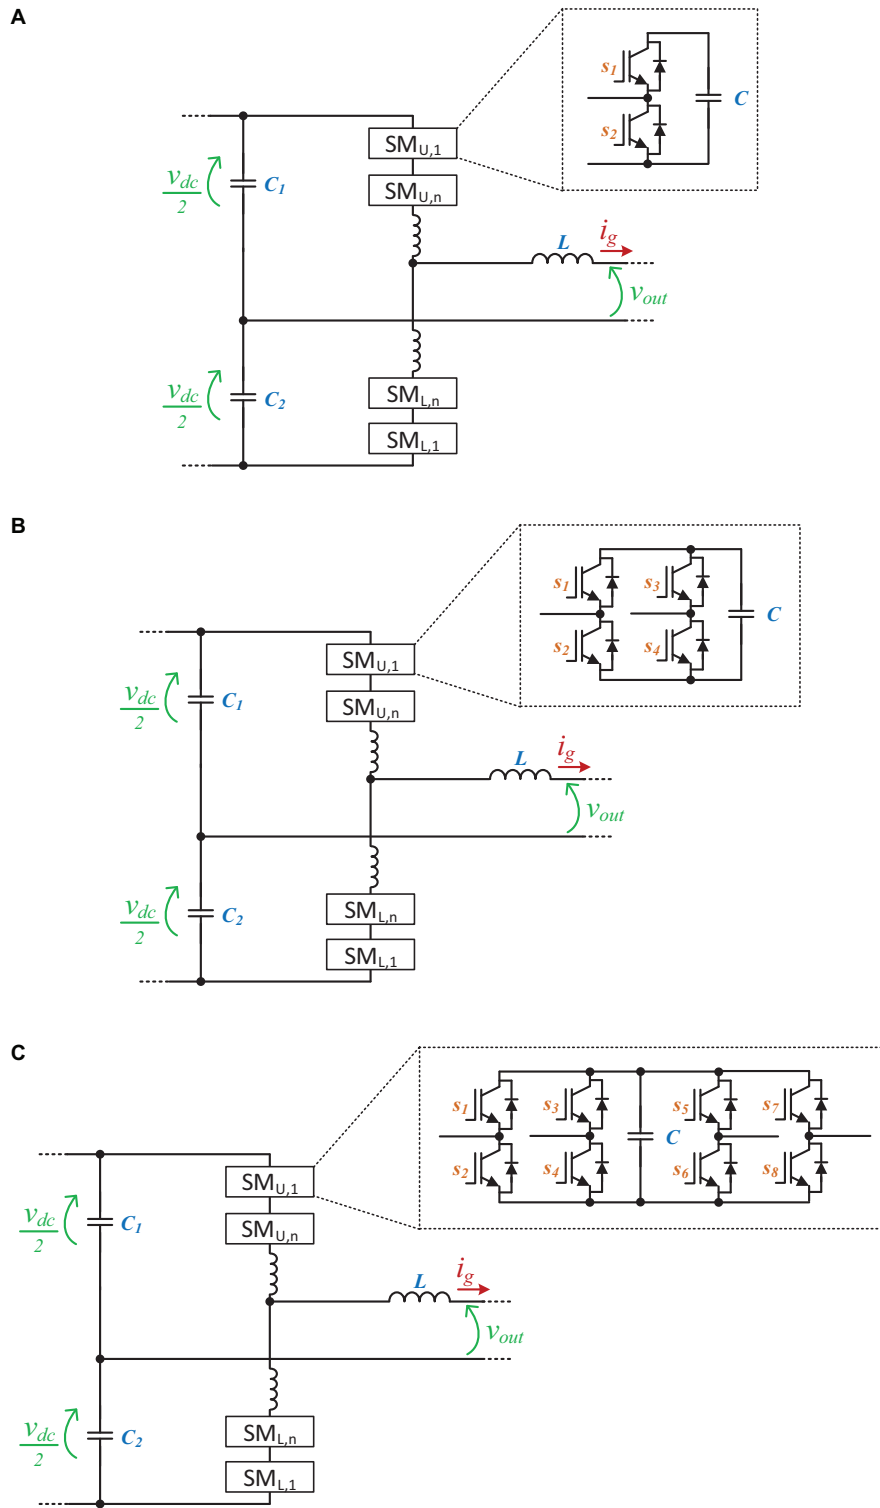 A
s1
C
s2
SMU,1
vdc
2
C1
SMU,n
L
ig
vout
vdc
2
C2
SML,n
SML,1
B
s1
s3
C
s2
s4
SMU,1
vdc
2
C1
SMU,n
L
ig
vout
vdc
2
C2
SML,n
SML,1
C
s1
s3
s5
s7
C
s2
s4
s6
s8
SMU,1
vdc
2
C1
SMU,n
L
ig
vout
vdc
2
C2
SML,n
SML,1